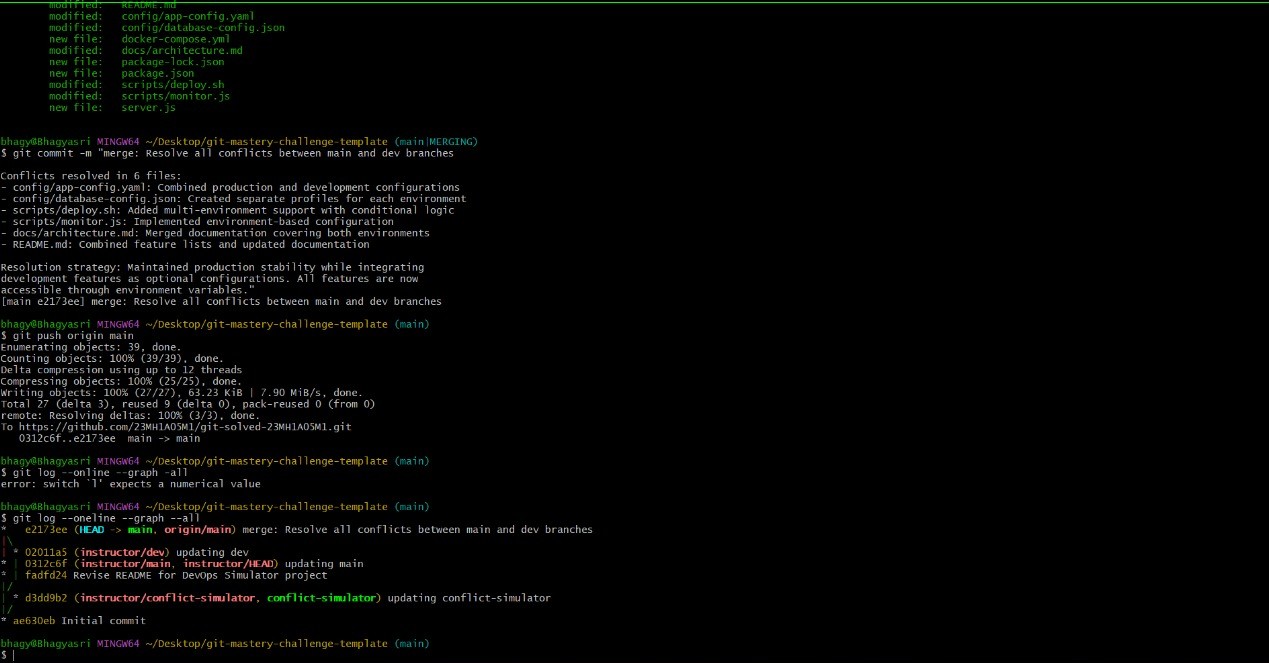 modified:   README.md
modified:   config/app-config.yaml
modified:   config/database-config.json
new file:   docker-compose.yml
modified:   docs/architecture.md
new file:   package-lock.json
new file:   package.json
modified:   scripts/deploy.sh
modified:   scripts/monitor.js
new file:   server.js
bhagy@Bhagyasri MINGW64 ~/Desktop/git-mastery-challenge-template (main|MERGING)
$ git commit -m "merge: Resolve all conflicts between main and dev branches
Conflicts resolved in 6 files:
- config/app-config.yaml: Combined production and development configurations
- config/database-config.json: Created separate profiles for each environment
- scripts/deploy.sh: Added multi-environment support with conditional logic
- scripts/monitor.js: Implemented environment-based configuration
- docs/architecture.md: Merged documentation covering both environments
- README.md: Combined feature lists and updated documentation
Resolution strategy: Maintained production stability while integrating
development features as optional configurations. All features are now
accessible through environment variables."
[main e2173ee] merge: Resolve all conflicts between main and dev branches
bhagy@Bhagyasri MINGW64 ~/Desktop/git-mastery-challenge-template (main)
$ git push origin main
Enumerating objects: 39, done.
Counting objects: 100% (39/39), done.
Delta compression using up to 12 threads
Compressing objects: 100% (25/25), done.
Writing objects: 100% (27/27), 63.23 KiB | 7.90 MiB/s, done.
Total 27 (delta 3), reused 9 (delta 0), pack-reused 0 (from 0)
remote: Resolving deltas: 100% (3/3), done.
To https://github.com/23MH1A05M1/git-solved-23MH1A05M1.git
   0312c6f..e2173ee  main -> main
bhagy@Bhagyasri MINGW64 ~/Desktop/git-mastery-challenge-template (main)
$ git log --online --graph -all
error: switch `l' expects a numerical value
bhagy@Bhagyasri MINGW64 ~/Desktop/git-mastery-challenge-template (main)
$ git log --oneline --graph --all
*   e2173ee (HEAD -> main, origin/main) merge: Resolve all conflicts between main and dev branches
|\
| * 02011a5 (instructor/dev) updating dev
* | 0312c6f (instructor/main, instructor/HEAD) updating main
* | fadfd24 Revise README for DevOps Simulator project
|/
| * d3dd9b2 (instructor/conflict-simulator, conflict-simulator) updating conflict-simulator
|/
* ae630eb Initial commit
bhagy@Bhagyasri MINGW64 ~/Desktop/git-mastery-challenge-template (main)
$